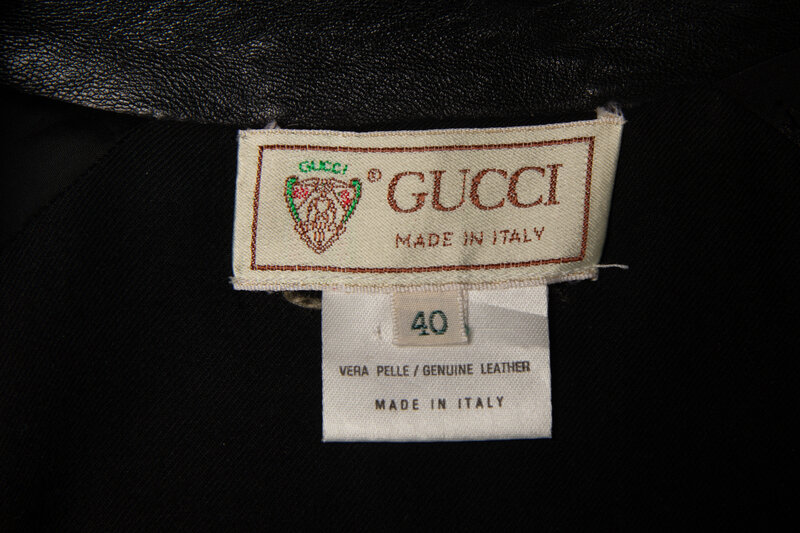 GUCCI
® GUCCI
MADE IN ITALY
40
VERA PELLE / GENUINE LEATHER
MADE IN ITALY